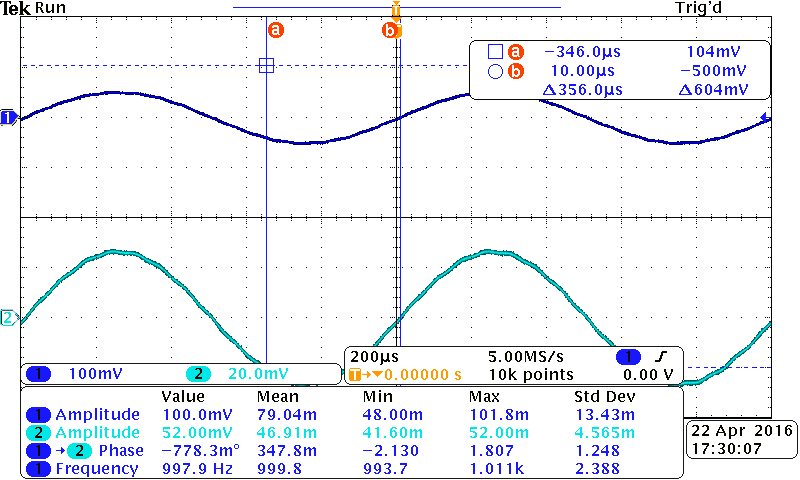 Tek Run Trig'd
T
a b
a −346.0µs 104mV
b 10.00µs −500mV
Δ356.0µs Δ604mV
1
2
1 100mV 2 20.0mV
200µs 5.00MS/s 1
T→▼0.00000 s 10k points 0.00 V
Value Mean Min Max Std Dev
1 Amplitude 100.0mV 79.04m 48.00m 101.8m 13.43m
2 Amplitude 52.00mV 46.91m 41.60m 52.00m 4.565m
1 → 2 Phase −778.3m° 347.8m −2.130 1.807 1.248
1 Frequency 997.9 Hz 999.8 993.7 1.011k 2.388
22 Apr 2016
17:30:07